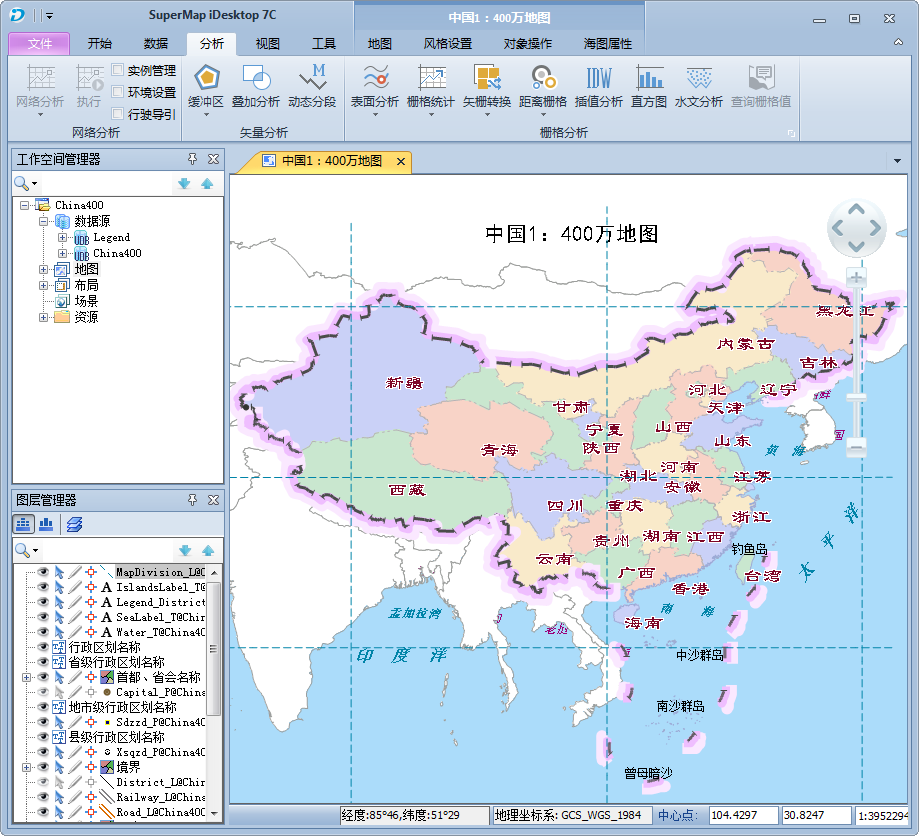 SuperMap iDesktop 7C
中国1：400万地图
文件 开始 数据 分析 视图 工具 地图 风格设置 对象操作 海图属性
网络分析 执行 实例管理 环境设置 行驶导引
缓冲区 叠加分析 动态分段
表面分析 栅格统计 矢栅转换 距离栅格 插值分析 直方图 水文分析 查询栅格值
网络分析 矢量分析 栅格分析
工作空间管理器
China400
数据源
Legend
China400
地图
布局
场景
资源
图层管理器
MapDivision_L@C
IslandsLabel_T@
Legend_District
SeaLabel_T@Chin
Water_T@China40
行政区划名称
省级行政区划名称
首都、省会名称
Capital_P@China
地市级行政区划名称
Sdzzd_P@China40
县级行政区划名称
Xsqzd_P@China40
境界
District_L@Chin
Railway_L@China
Road_L@China400
中国1：400万地图
中国1：400万地图
黑龙江
内蒙古
吉林
新疆
河北 辽宁
甘肃 天津
宁夏 山西 山东
陕西
青海 黄海
河南
湖北 安徽 江苏
西藏
四川 重庆
浙江
贵州 湖南 江西
云南 钓鱼岛
广西 台湾
香港
太平洋
孟加拉湾 南海
海南
老挝
印度洋
中沙群岛
南沙群岛
曾母暗沙
经度:85°46,纬度:51°29 地理坐标系: GCS_WGS_1984 中心点: 104.4297 30.8247 1:3952294